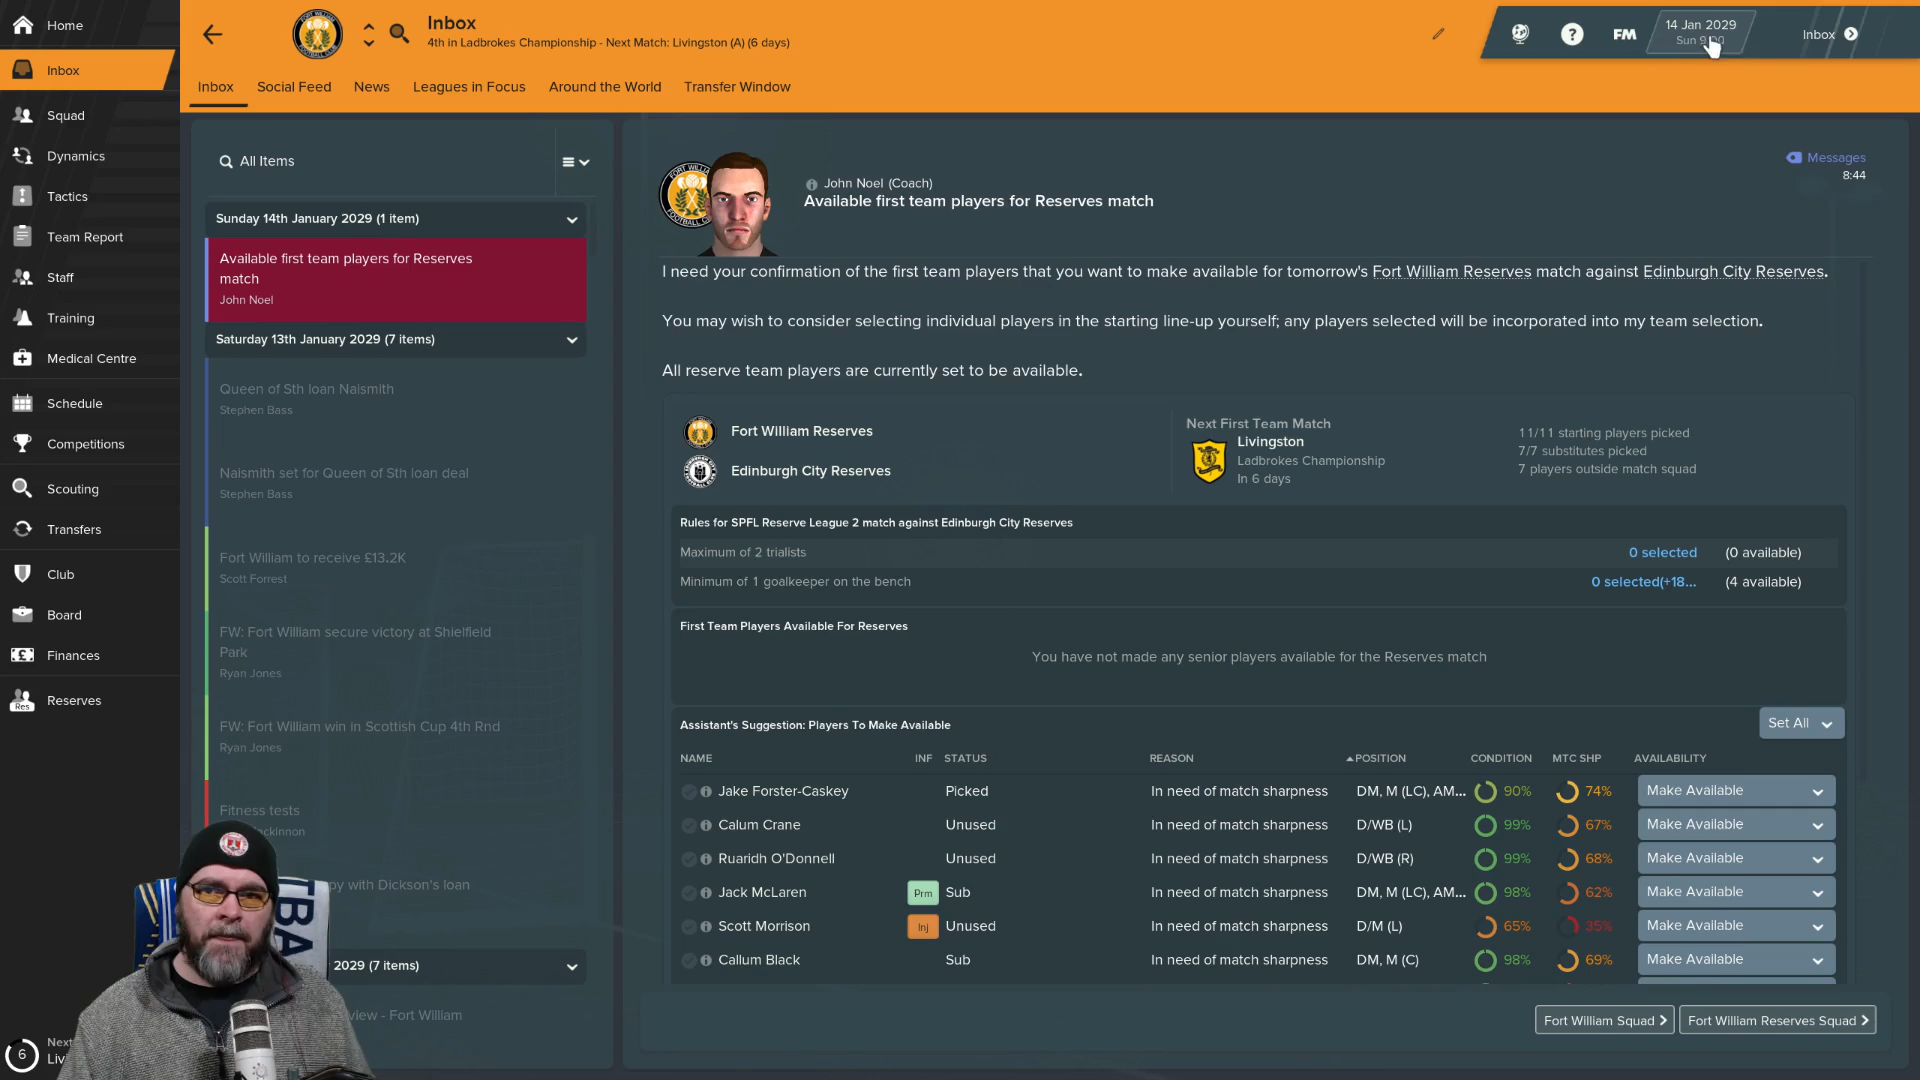 Home
Inbox
Squad
Dynamics
Tactics
Team Report
Staff
Training
Medical Centre
Schedule
Competitions
Scouting
Transfers
Club
Board
Finances
Res
Reserves
6
Inbox
4th in Ladbrokes Championship - Next Match: Livingston (A) (6 days)
?
FM
14 Jan 2029
Sun
Inbox
Inbox
Social Feed
News
Leagues in Focus
Around the World
Transfer Window
All Items
Sunday 14th January 2029 (1 item)
Available first team players for Reserves
match
John Noel
Saturday 13th January 2029 (7 items)
Queen of Sth loan Naismith
Stephen Bass
Naismith set for Queen of Sth loan deal
Stephen Bass
Fort William to receive £13.2K
Scott Forrest
FW: Fort William secure victory at Shielfield
Park
Ryan Jones
FW: Fort William win in Scottish Cup 4th Rnd
Ryan Jones
Fitness tests
with Dickson's loan
2029 (7 items)
- Fort William
Messages
8:44
John Noel (Coach)
Available first team players for Reserves match
I need your confirmation of the first team players that you want to make available for tomorrow's Fort William Reserves match against Edinburgh City Reserves.
You may wish to consider selecting individual players in the starting line-up yourself; any players selected will be incorporated into my team selection.
All reserve team players are currently set to be available.
Fort William Reserves
Edinburgh City Reserves
Next First Team Match
Livingston
Ladbrokes Championship
In 6 days
11/11 starting players picked
7/7 substitutes picked
7 players outside match squad
Rules for SPFL Reserve League 2 match against Edinburgh City Reserves
Maximum of 2 trialists 0 selected (0 available)
Minimum of 1 goalkeeper on the bench 0 selected(+18... (4 available)
First Team Players Available For Reserves
You have not made any senior players available for the Reserves match
Assistant's Suggestion: Players To Make Available
Set All
NAME INF STATUS REASON POSITION CONDITION MTC SHP AVAILABILITY
Jake Forster-Caskey Picked In need of match sharpness DM, M (LC), AM... 90% 74% Make Available
Calum Crane Unused In need of match sharpness D/WB (L) 99% 67% Make Available
Ruaridh O'Donnell Unused In need of match sharpness D/WB (R) 99% 68% Make Available
Jack McLaren Prm Sub In need of match sharpness DM, M (LC), AM... 98% 62% Make Available
Scott Morrison Inj Unused In need of match sharpness D/M (L) 65% 35% Make Available
Callum Black Sub In need of match sharpness DM, M (C) 98% 69% Make Available
Fort William Squad
Fort William Reserves Squad